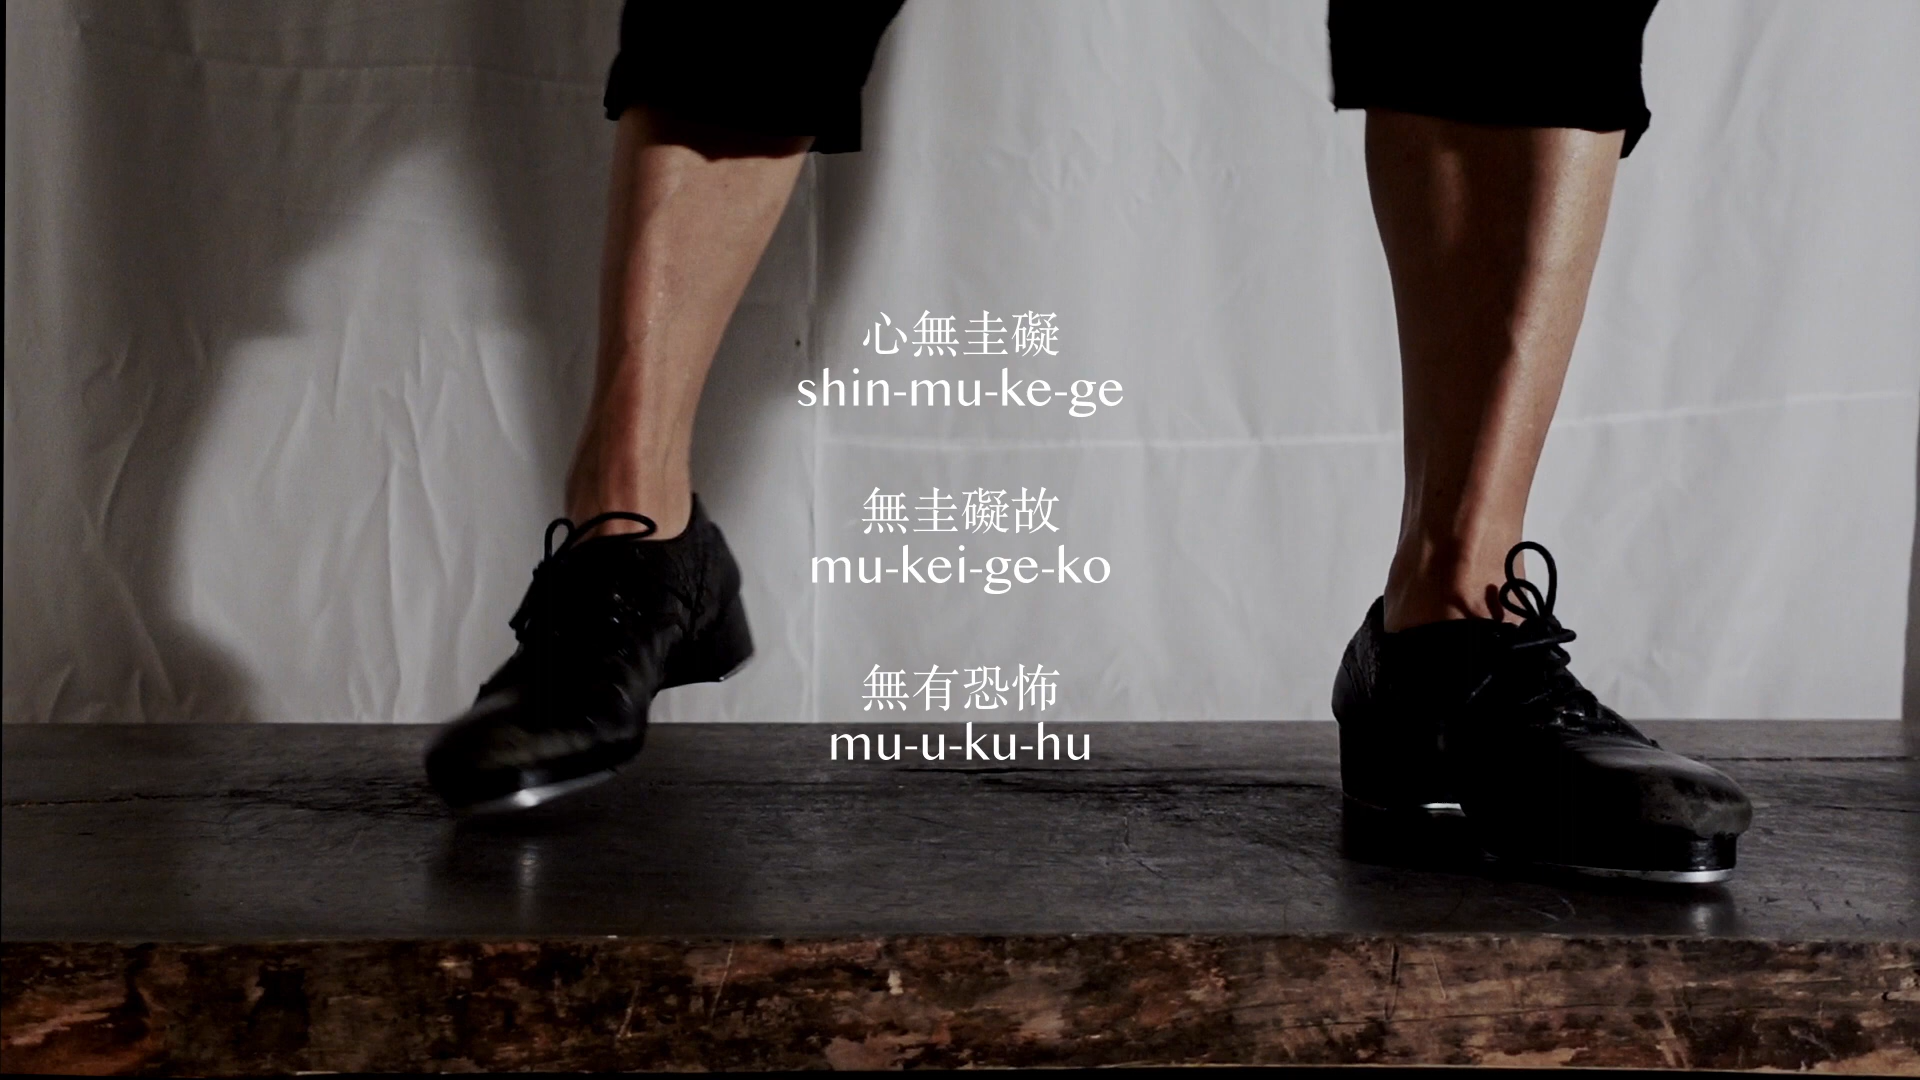 心無圭礙
shin-mu-ke-ge
無圭礙故
mu-kei-ge-ko
無有恐怖
mu-u-ku-hu